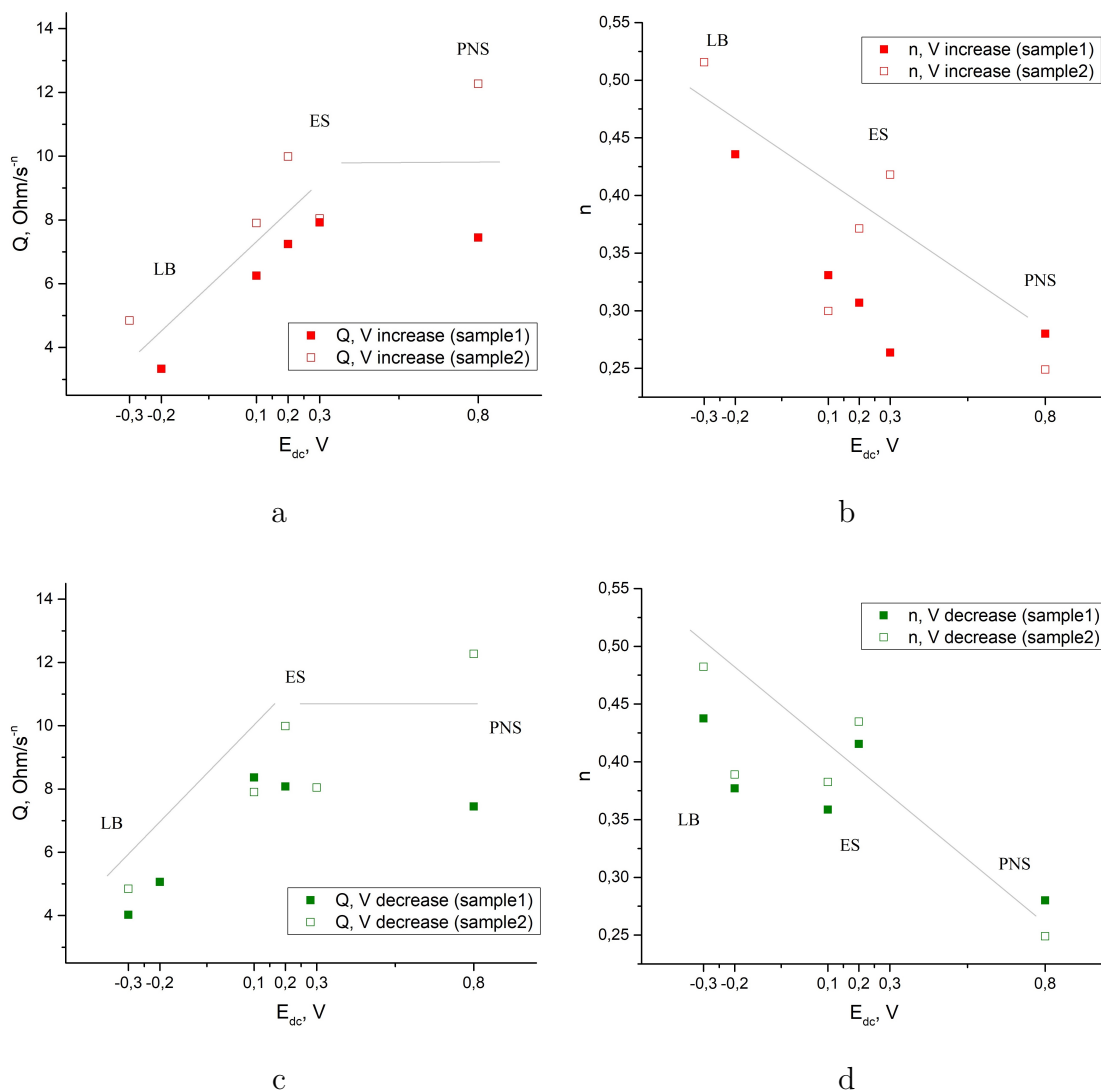 14
12
10
8
6
4
Q, Ohm/s⁻ⁿ
LB
ES
PNS
Q, V increase (sample1)
Q, V increase (sample2)
-0,3 -0,2 0,1 0,2 0,3 0,8
E_dc, V
a
0,55
0,50
0,45
0,40
0,35
0,30
0,25
n
LB
n, V increase (sample1)
n, V increase (sample2)
ES
PNS
-0,3 -0,2 0,1 0,2 0,3 0,8
E_dc, V
b
14
12
10
8
6
4
Q, Ohm/s⁻ⁿ
ES
PNS
LB
Q, V decrease (sample1)
Q, V decrease (sample2)
-0,3 -0,2 0,1 0,2 0,3 0,8
E_dc, V
c
0,55
0,50
0,45
0,40
0,35
0,30
0,25
n
n, V decrease (sample1)
n, V decrease (sample2)
LB
ES
PNS
-0,3 -0,2 0,1 0,2 0,3 0,8
E_dc, V
d